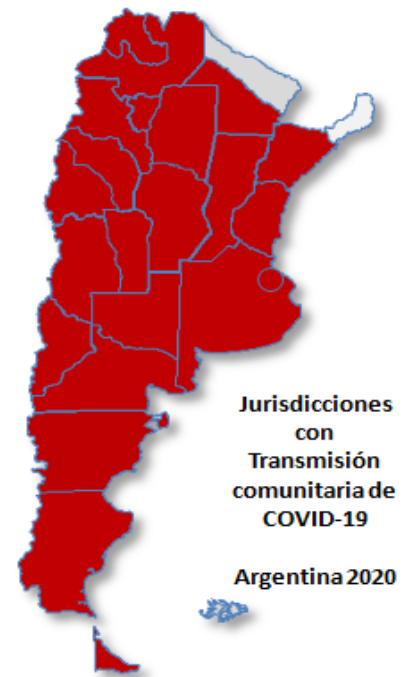 Jurisdicciones
con
Transmisión
comunitaria de
COVID-19
Argentina 2020